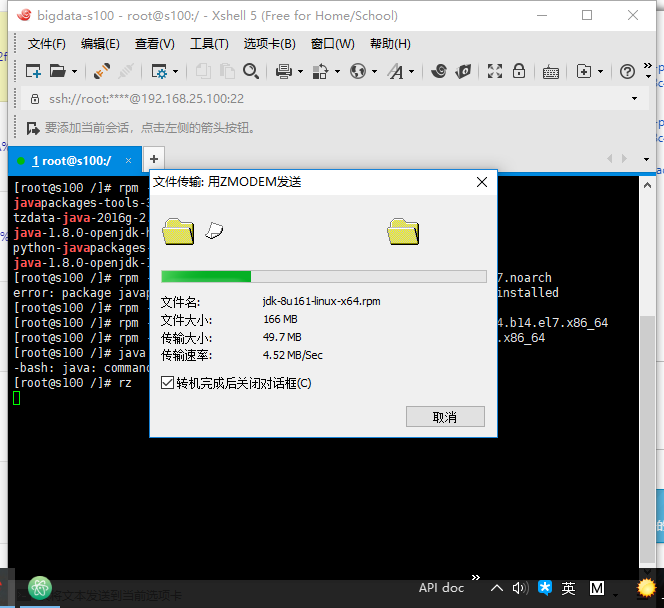 bigdata-s100 - root@s100:/ - Xshell 5 (Free for Home/School)
文件(F) 编辑(E) 查看(V) 工具(T) 选项卡(B) 窗口(W) 帮助(H)
ssh://root:****@192.168.25.100:22
要添加当前会话，点击左侧的箭头按钮。
1 root@s100:/ × +
文件传输: 用ZMODEM发送
jdk-8u161-linux-x64.rpm
文件名: jdk-8u161-linux-x64.rpm
文件大小: 166 MB
传输大小: 49.7 MB
传输速率: 4.52 MB/Sec
转机完成后关闭对话框(C)
取消
[root@s100 /]# rpm
javapackages-tools-3
tzdata-java-2016g-2
java-1.8.0-openjdk-h
python-javapackages-
java-1.8.0-openjdk-1
[root@s100 /]# rpm - 7.noarch
error: package javap installed
[root@s100 /]# rpm -
[root@s100 /]# rpm - 4.b14.el7.x86_64
[root@s100 /]# rpm - .x86_64
[root@s100 /]# java
-bash: java: command
[root@s100 /]# rz
文本发送到当前选项卡
API doc
英
M